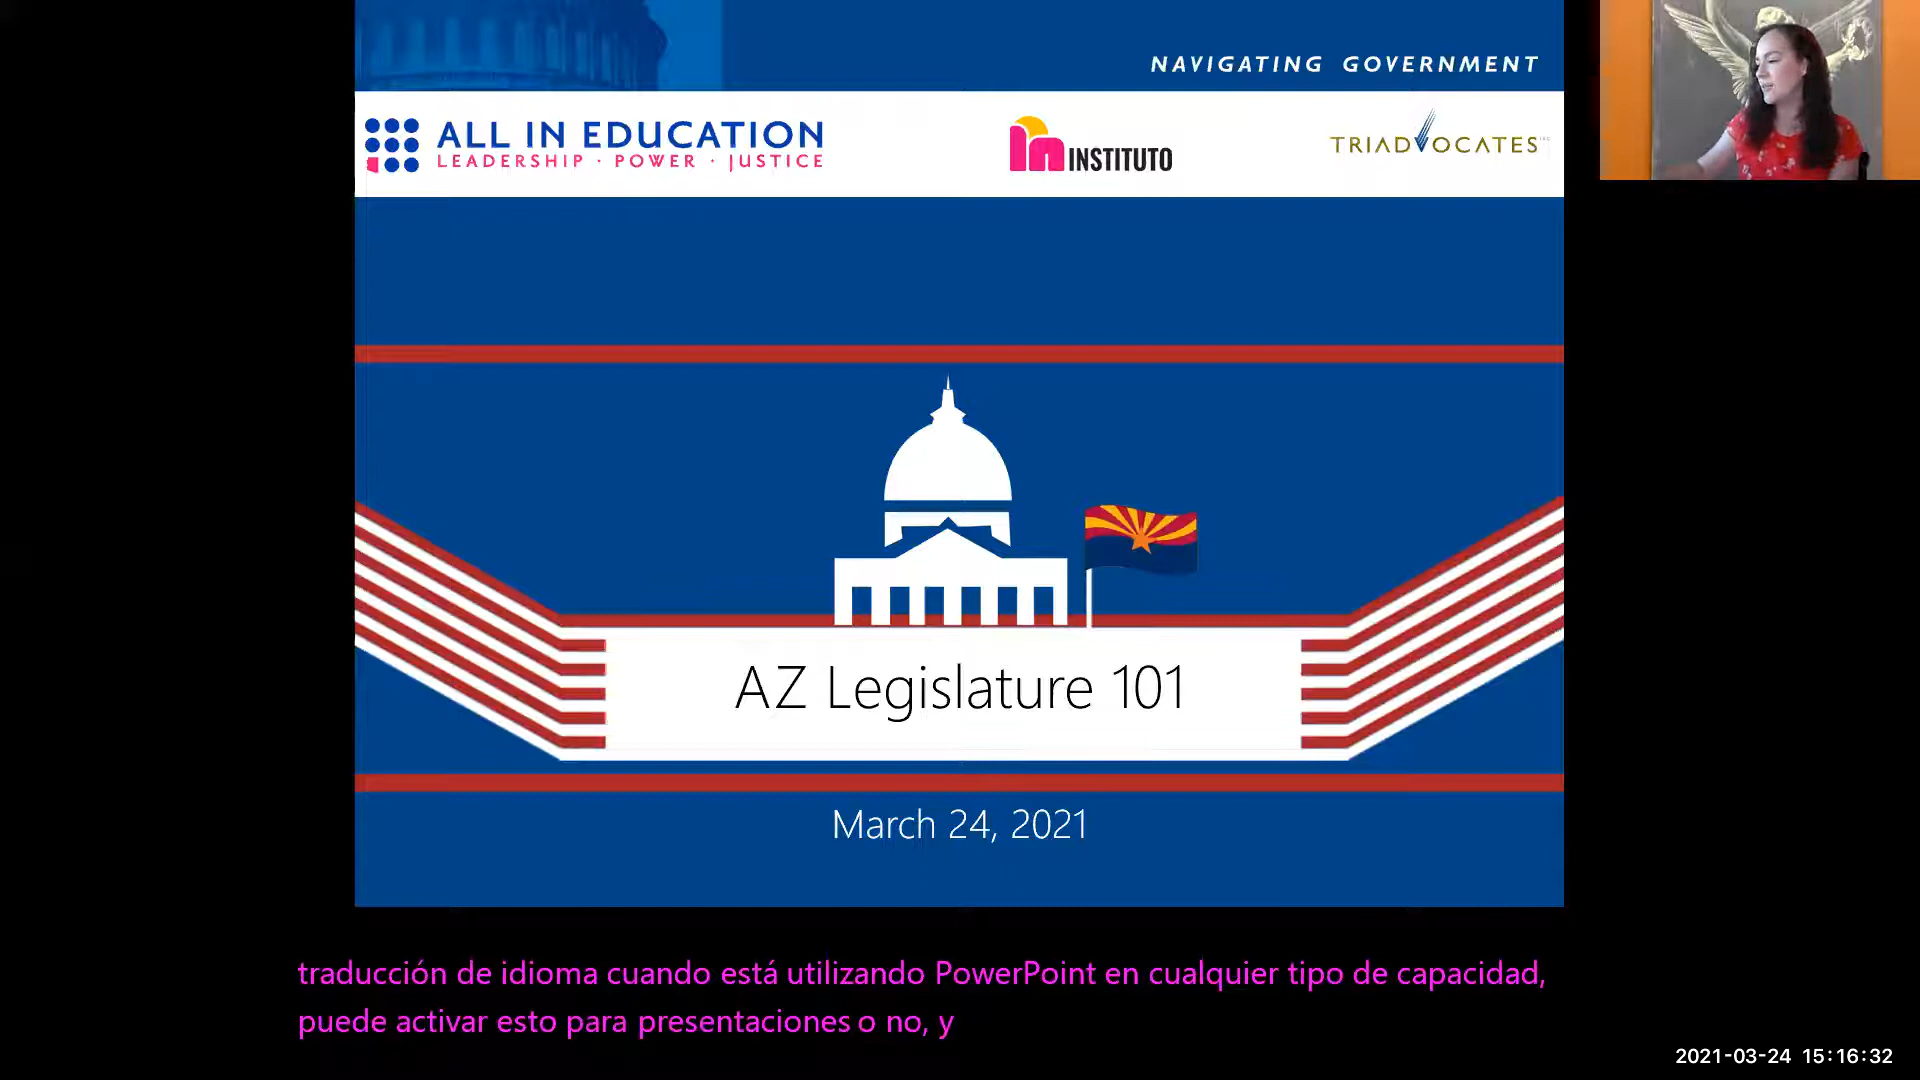 NAVIGATING GOVERNMENT
ALL IN EDUCATION
LEADERSHIP · POWER · JUSTICE
INSTITUTO
TRIADVOCATES
AZ Legislature 101
March 24, 2021
traducción de idioma cuando está utilizando PowerPoint en cualquier tipo de capacidad,
puede activar esto para presentaciones o no, y
2021-03-24 15:16:32